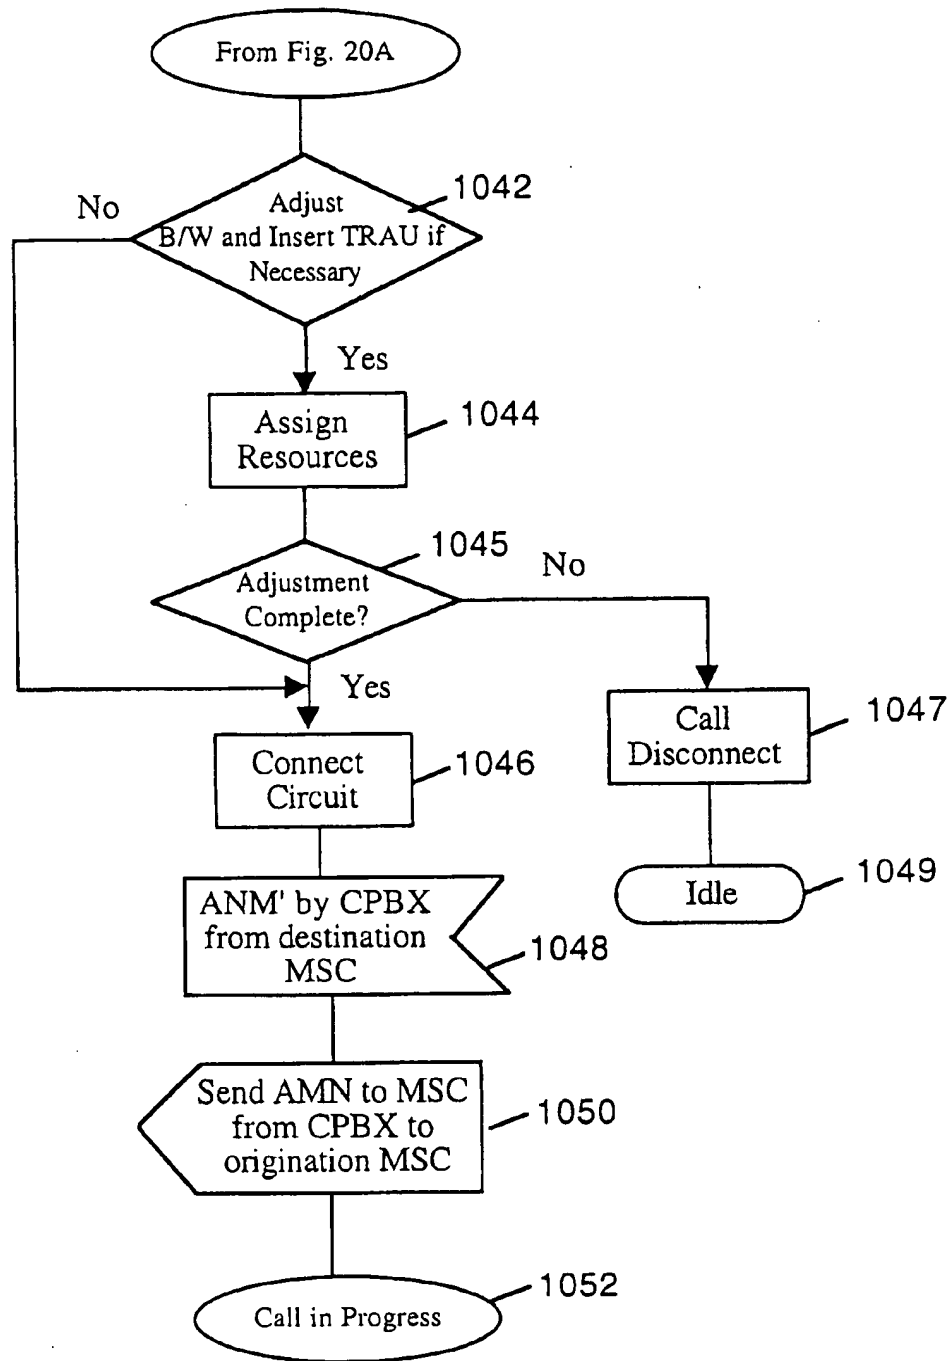 From Fig. 20A
1042
No
Adjust
B/W and Insert TRAU if
Necessary
Yes
1044
Assign
Resources
1045
No
Adjustment
Complete?
Yes
1047
Call
Disconnect
1046
Connect
Circuit
1049
Idle
ANM' by CPBX
from destination
MSC
1048
Send AMN to MSC
from CPBX to
origination MSC
1050
1052
Call in Progress